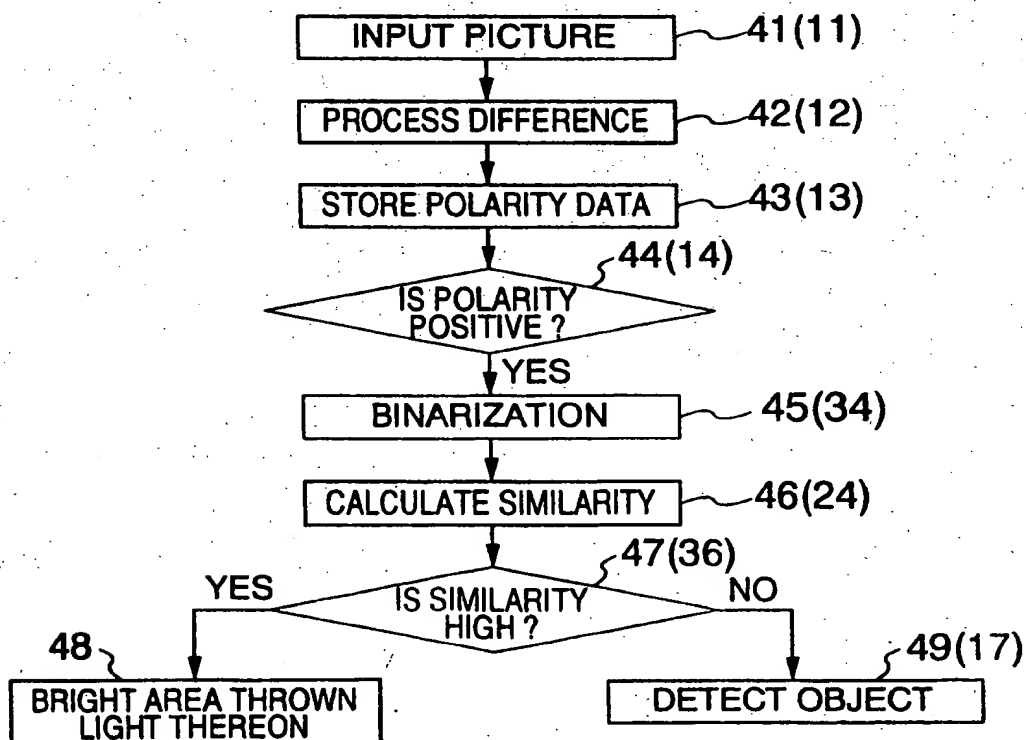 INPUT PICTURE
41(11)
PROCESS DIFFERENCE
42(12)
STORE POLARITY DATA
43(13)
44(14)
IS POLARITY
POSITIVE ?
YES
BINARIZATION
45(34)
CALCULATE SIMILARITY
46(24)
47(36)
YES
IS SIMILARITY
HIGH ?
NO
48
BRIGHT AREA THROWN
LIGHT THEREON
49(17)
DETECT OBJECT